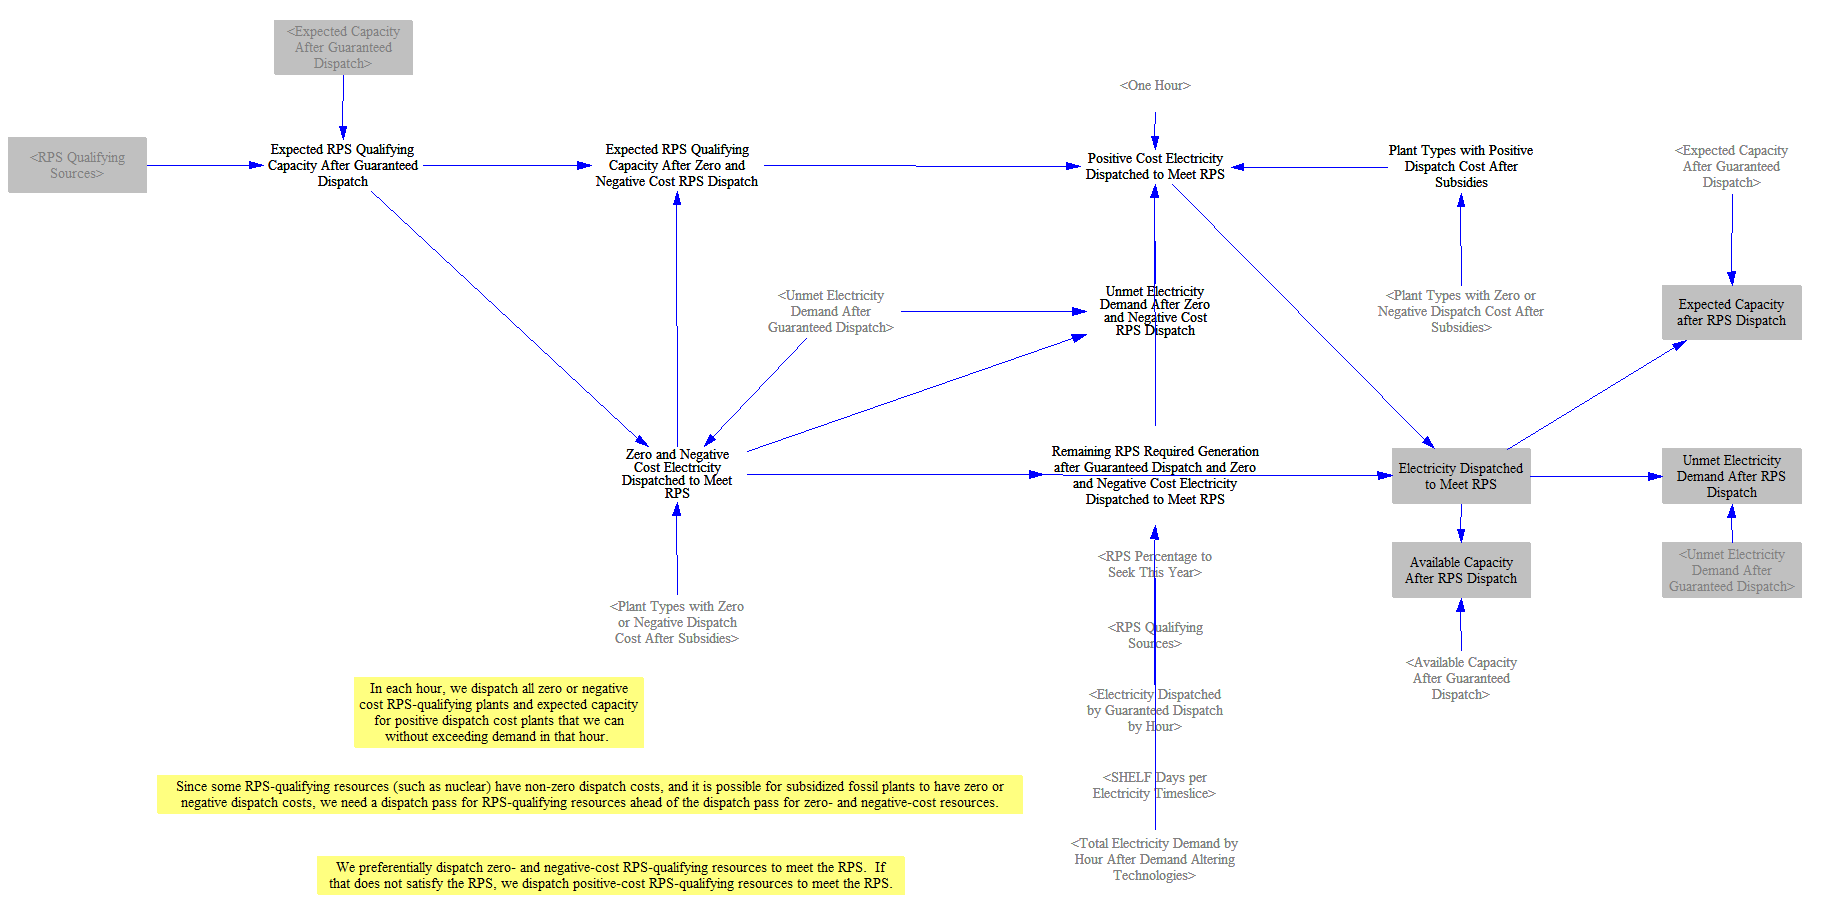 <Expected Capacity
After Guaranteed
Dispatch>
<One Hour>
<RPS Qualifying
Sources>
Expected RPS Qualifying
Capacity After Guaranteed
Dispatch
Expected RPS Qualifying
Capacity After Zero and
Negative Cost RPS Dispatch
Positive Cost Electricity
Dispatched to Meet RPS
Plant Types with Positive
Dispatch Cost After
Subsidies
<Expected Capacity
After Guaranteed
Dispatch>
<Unmet Electricity
Demand After
Guaranteed Dispatch>
Unmet Electricity
Demand After Zero
and Negative Cost
RPS Dispatch
<Plant Types with Zero or
Negative Dispatch Cost After
Subsidies>
Expected Capacity
after RPS Dispatch
Zero and Negative
Cost Electricity
Dispatched to Meet
RPS
Remaining RPS Required Generation
after Guaranteed Dispatch and Zero
and Negative Cost Electricity
Dispatched to Meet RPS
Electricity Dispatched
to Meet RPS
Unmet Electricity
Demand After RPS
Dispatch
<RPS Percentage to
Seek This Year>
Available Capacity
After RPS Dispatch
<Unmet Electricity
Demand After
Guaranteed Dispatch>
<Plant Types with Zero
or Negative Dispatch
Cost After Subsidies>
<RPS Qualifying
Sources>
<Available Capacity
After Guaranteed
Dispatch>
<Electricity Dispatched
by Guaranteed Dispatch
by Hour>
In each hour, we dispatch all zero or negative
cost RPS-qualifying plants and expected capacity
for positive dispatch cost plants that we can
without exceeding demand in that hour.
<SHELF Days per
Electricity Timeslice>
Since some RPS-qualifying resources (such as nuclear) have non-zero dispatch costs, and it is possible for subsidized fossil plants to have zero or
negative dispatch costs, we need a dispatch pass for RPS-qualifying resources ahead of the dispatch pass for zero- and negative-cost resources.
<Total Electricity Demand by
Hour After Demand Altering
Technologies>
We preferentially dispatch zero- and negative-cost RPS-qualifying resources to meet the RPS.  If
that does not satisfy the RPS, we dispatch positive-cost RPS-qualifying resources to meet the RPS.